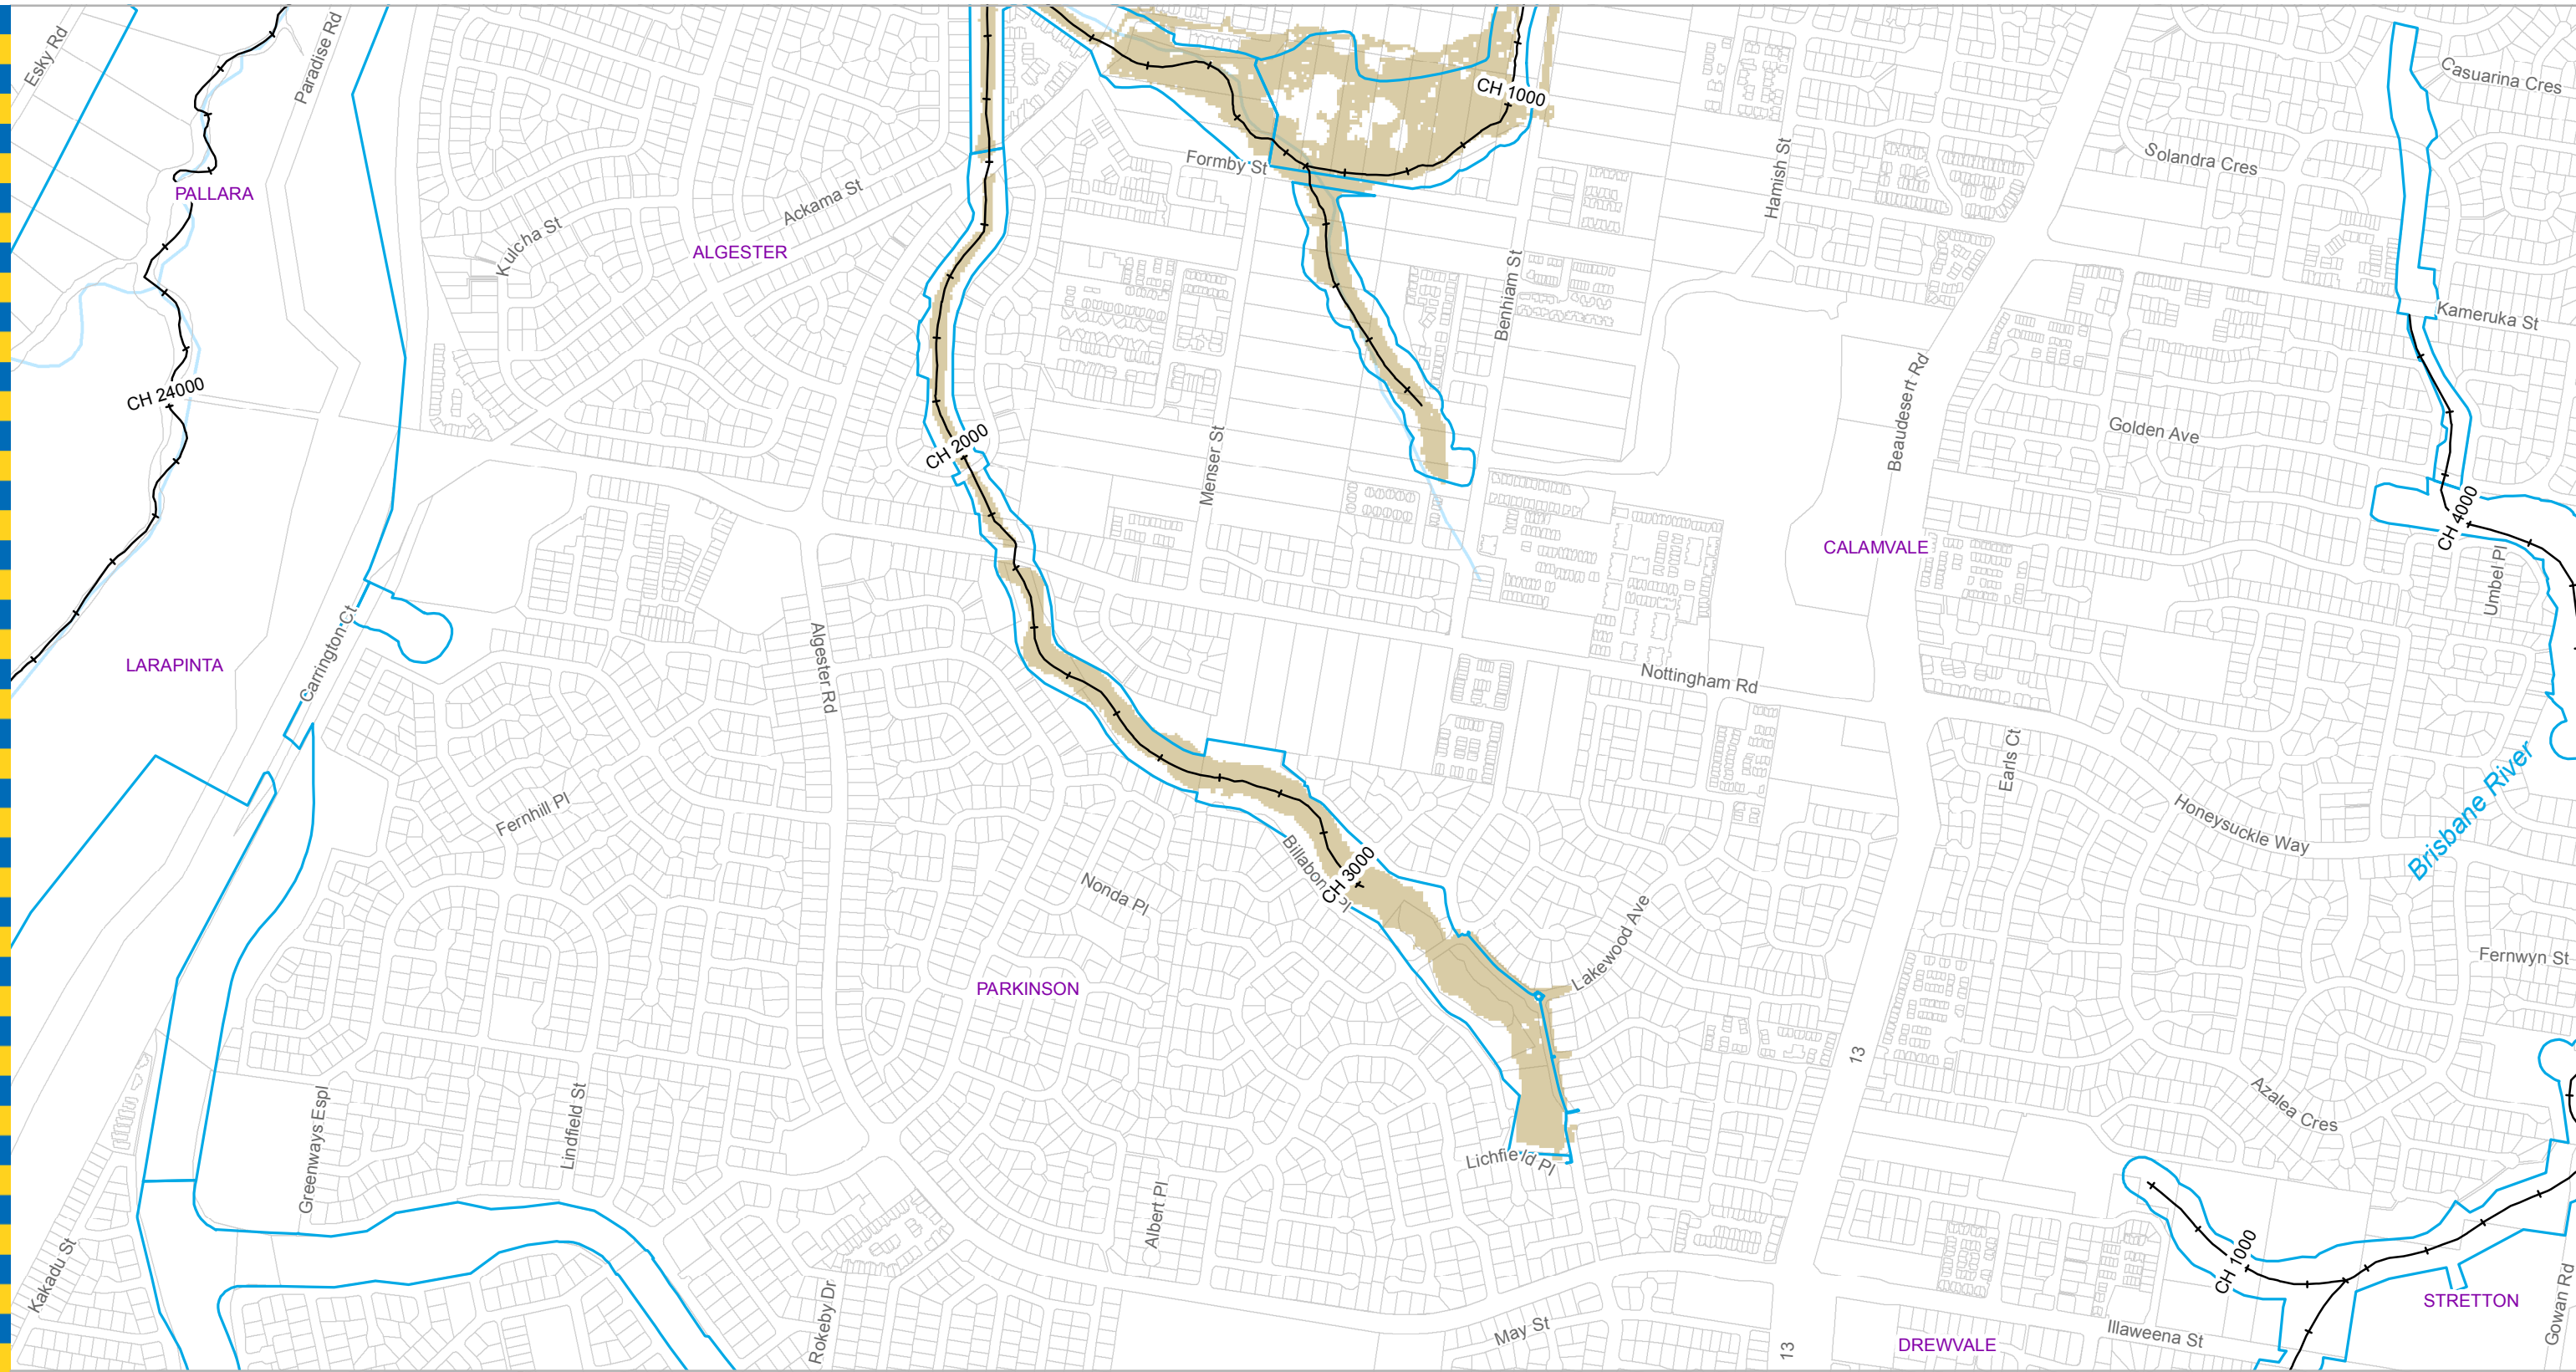 Esky Rd
Paradise Rd
Casuarina Cres
CH 1000
Solandra Cres
Formby St
Hamish St
PALLARA
Ackama St
Kulcha St
ALGESTER
Benhiam St
Kameruka St
CH 24000
Beaudesert Rd
Golden Ave
CH 2000
Menser St
CH 4000
CALAMVALE
Umbel Pl
Carrington Ct
LARAPINTA
Algester Rd
Nottingham Rd
Earls Ct
Brisbane River
Fernhill Pl
Honeysuckle Way
Billabong Pl
CH 3000
Nonda Pl
Lakewood Ave
Fernwyn St
PARKINSON
13
Azalea Cres
Greenways Espl
Lindfield St
Lichfield Pl
Albert Pl
CH 1000
Kakadu St
Rokeby Dr
May St
13
DREWVALE
Illaweena St
STRETTON
Gowan Rd